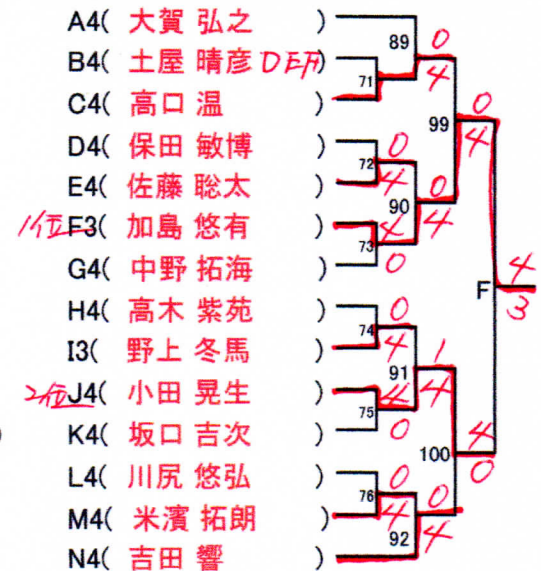 A4( 大賀 弘之 )
89 0
B4( 土屋 晴彦 DEF)
71 4
C4( 高口 温 )
0
99 4
D4( 保田 敏博 )
72 0
E4( 佐藤 聡太 )
4 0
90 4
1位 F3( 加島 悠有 )
4
73 0
G4( 中野 拓海 )
4
F 3
H4( 高木 紫苑 )
0
74 4
I3( 野上 冬馬 )
1
91 4
2位 J4( 小田 晃生 )
4
75 0
K4( 坂口 吉次 )
)
4
100 0
L4( 川尻 悠弘 )
0
76 4
M4( 米濱 拓朗 )
0
92 4
N4( 吉田 響 )